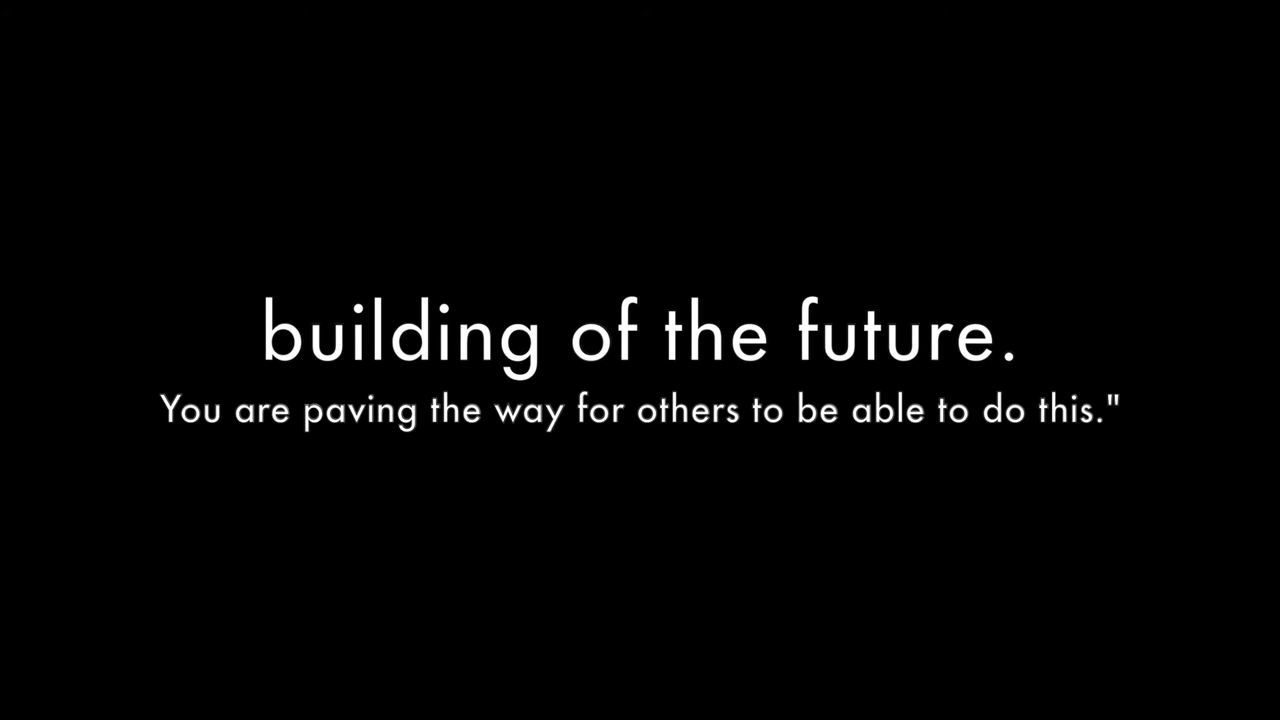 building of the future.
You are paving the way for others to be able to do this."